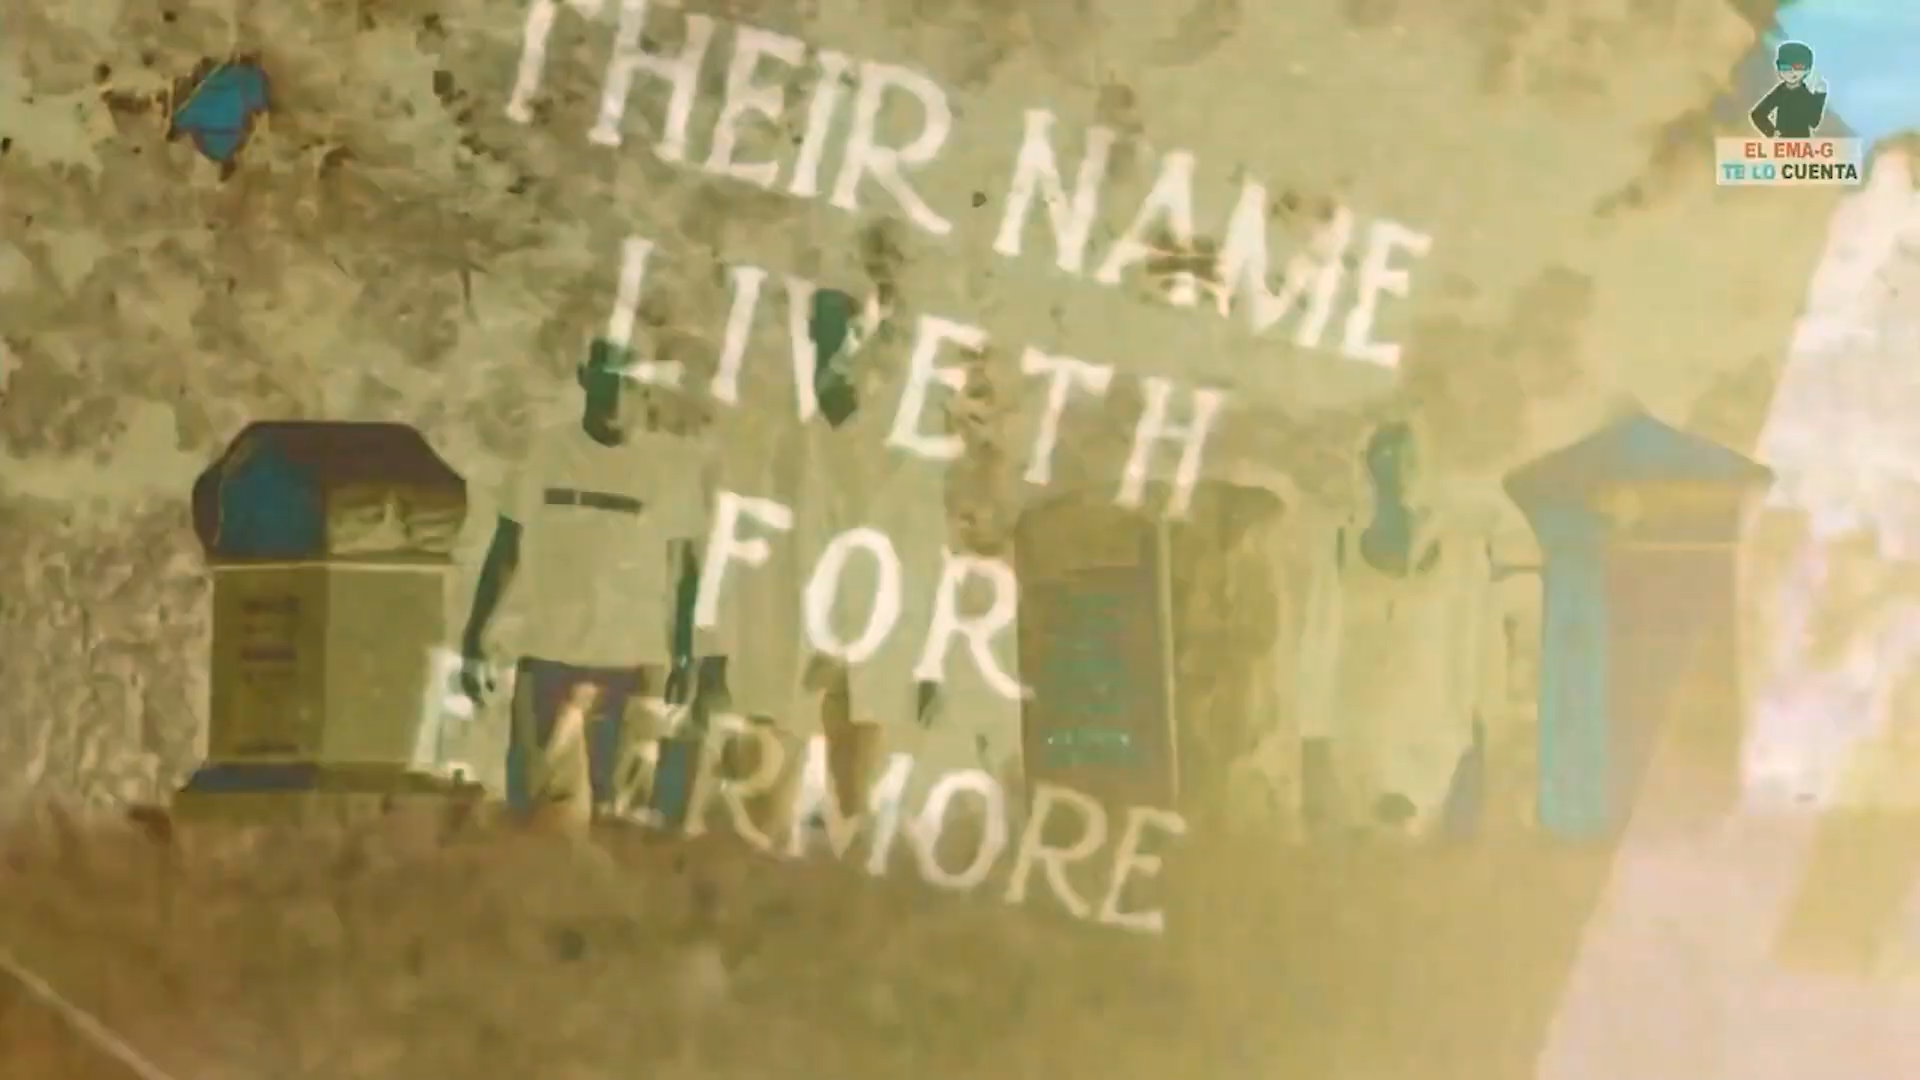 THEIR NAME
LIVETH
FOR
EVERMORE
EL EMA-G
TE LO CUENTA